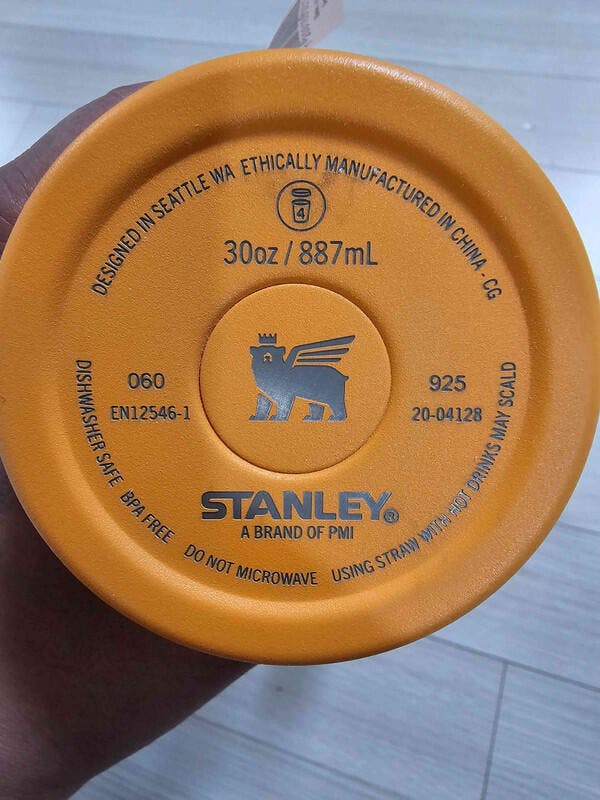 DESIGNED IN SEATTLE WA ETHICALLY MANUFACTURED IN CHINA - CG
4
30oz / 887mL
060
EN12546-1
925
20-04128
STANLEY®
A BRAND OF PMI
DISHWASHER SAFE BPA FREE DO NOT MICROWAVE USING STRAW WITH HOT DRINKS MAY SCALD